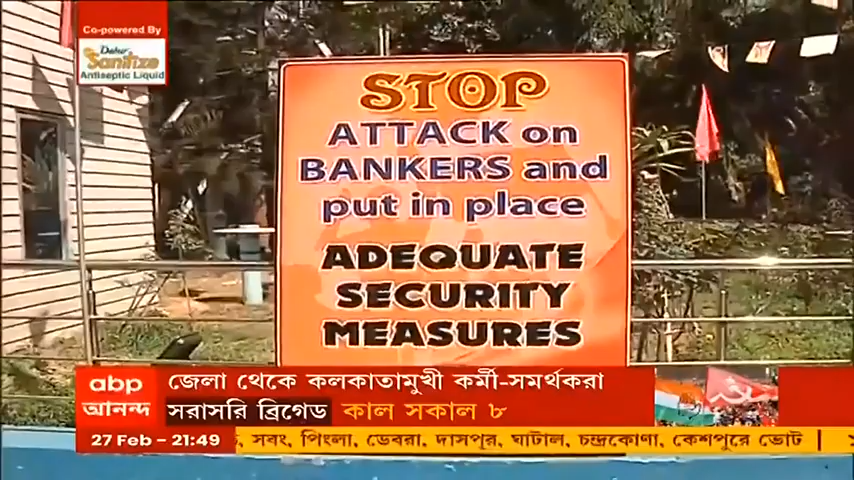 Co-powered By
Dabur
Sanitize
Antiseptic Liquid
STOP
ATTACK on
BANKERS and
put in place
ADEQUATE
SECURITY
MEASURES
abp
আনন্দ
জেলা থেকে কলকাতামুখী কর্মী-সমর্থকরা
সরাসরি ব্রিগেড কাল সকাল ৮
27 Feb - 21:49
সবং, পিংলা, ডেবরা, দাসপুর, ঘাটাল, চন্দ্রকোণা, কেশপুরে ভোট